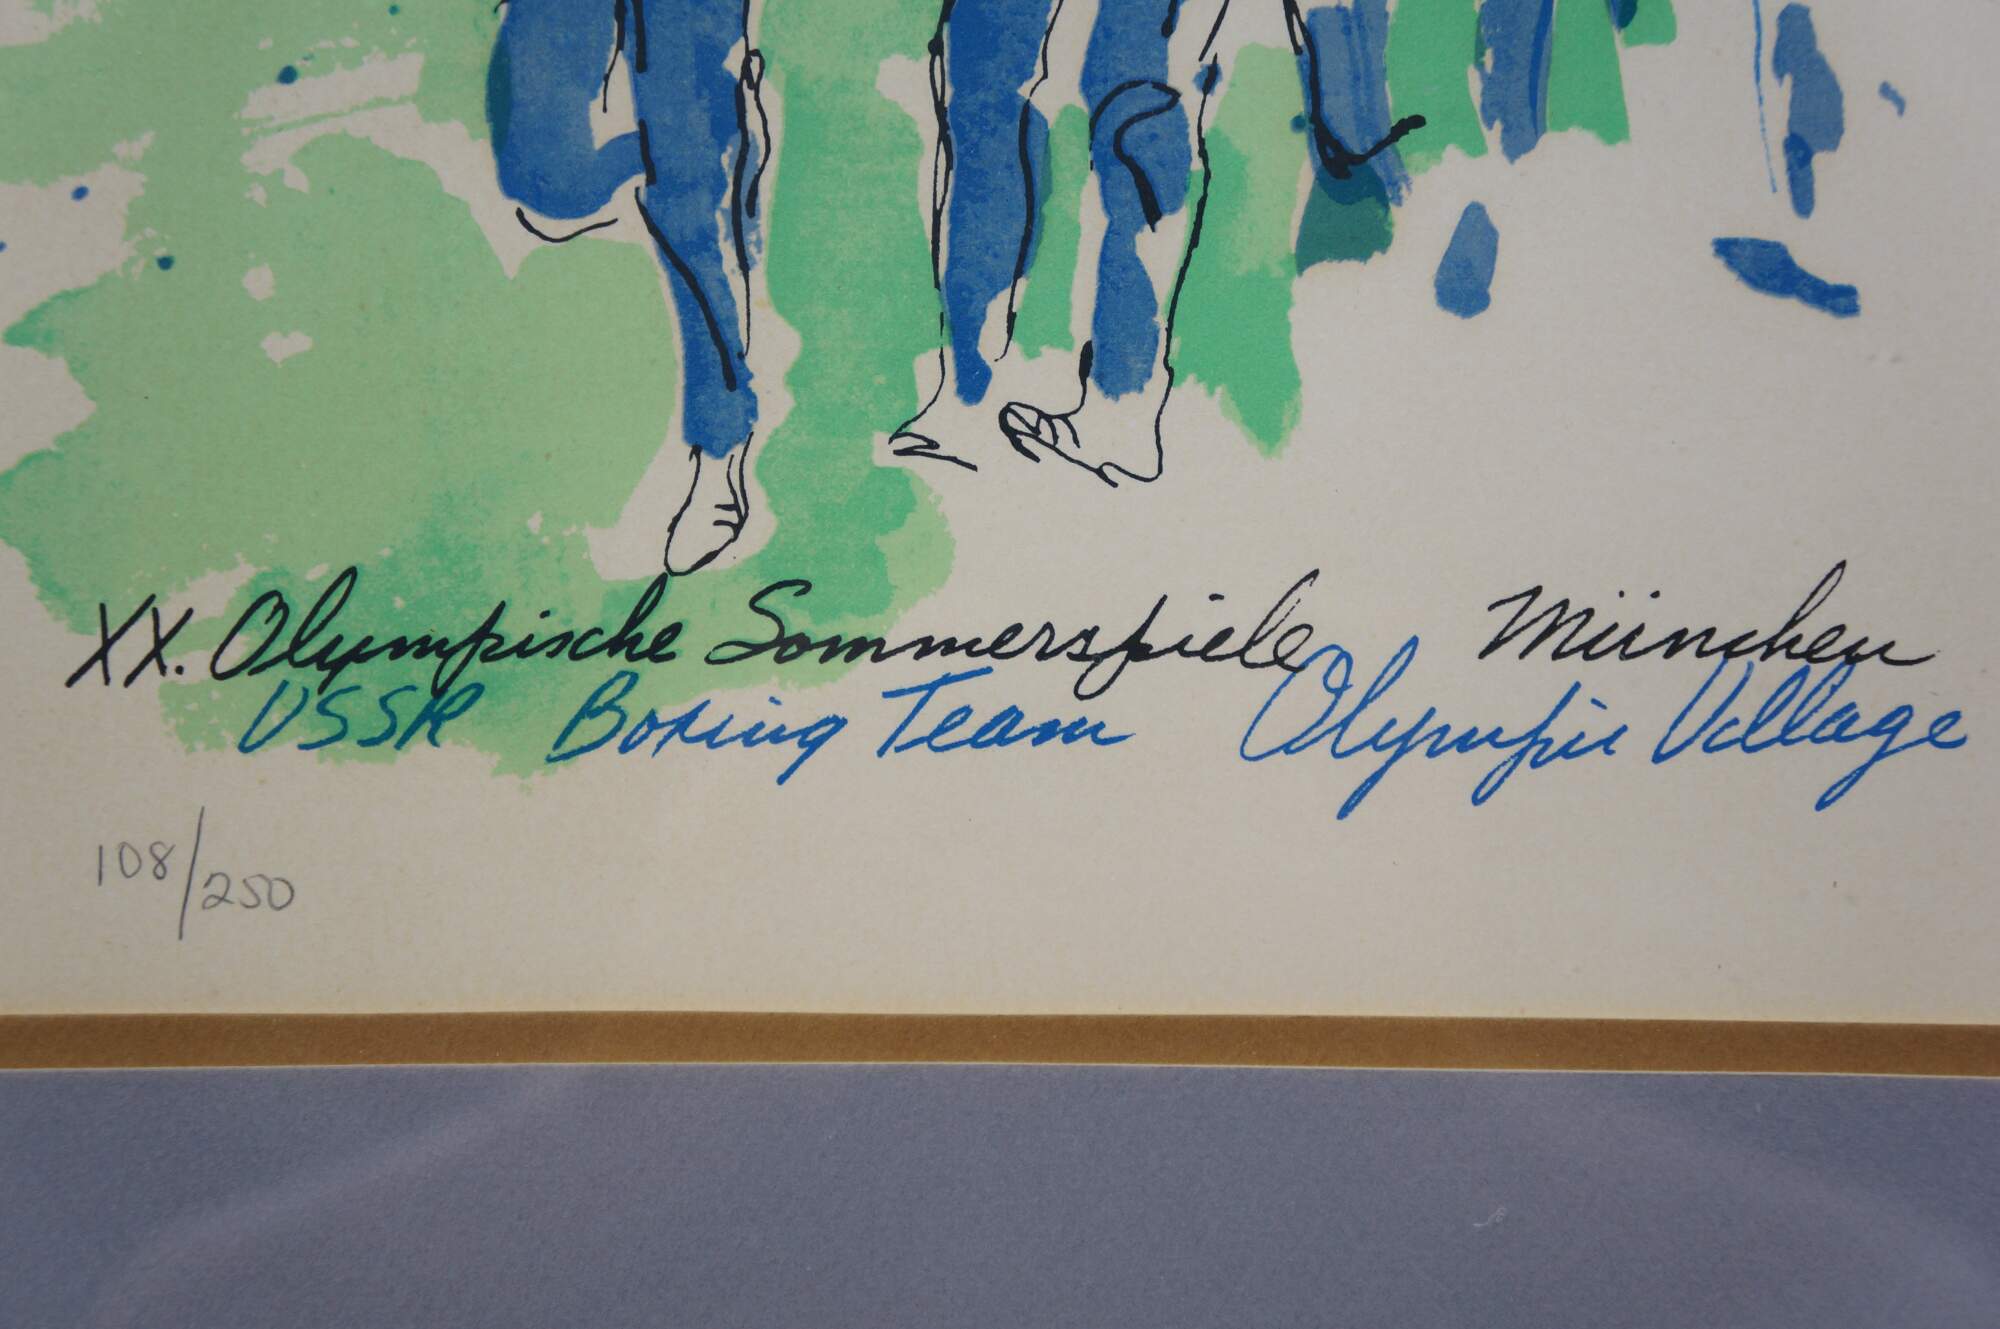 XX. Olympische Sommerspiele München
USSR Boxing Team Olympic Village
108/250